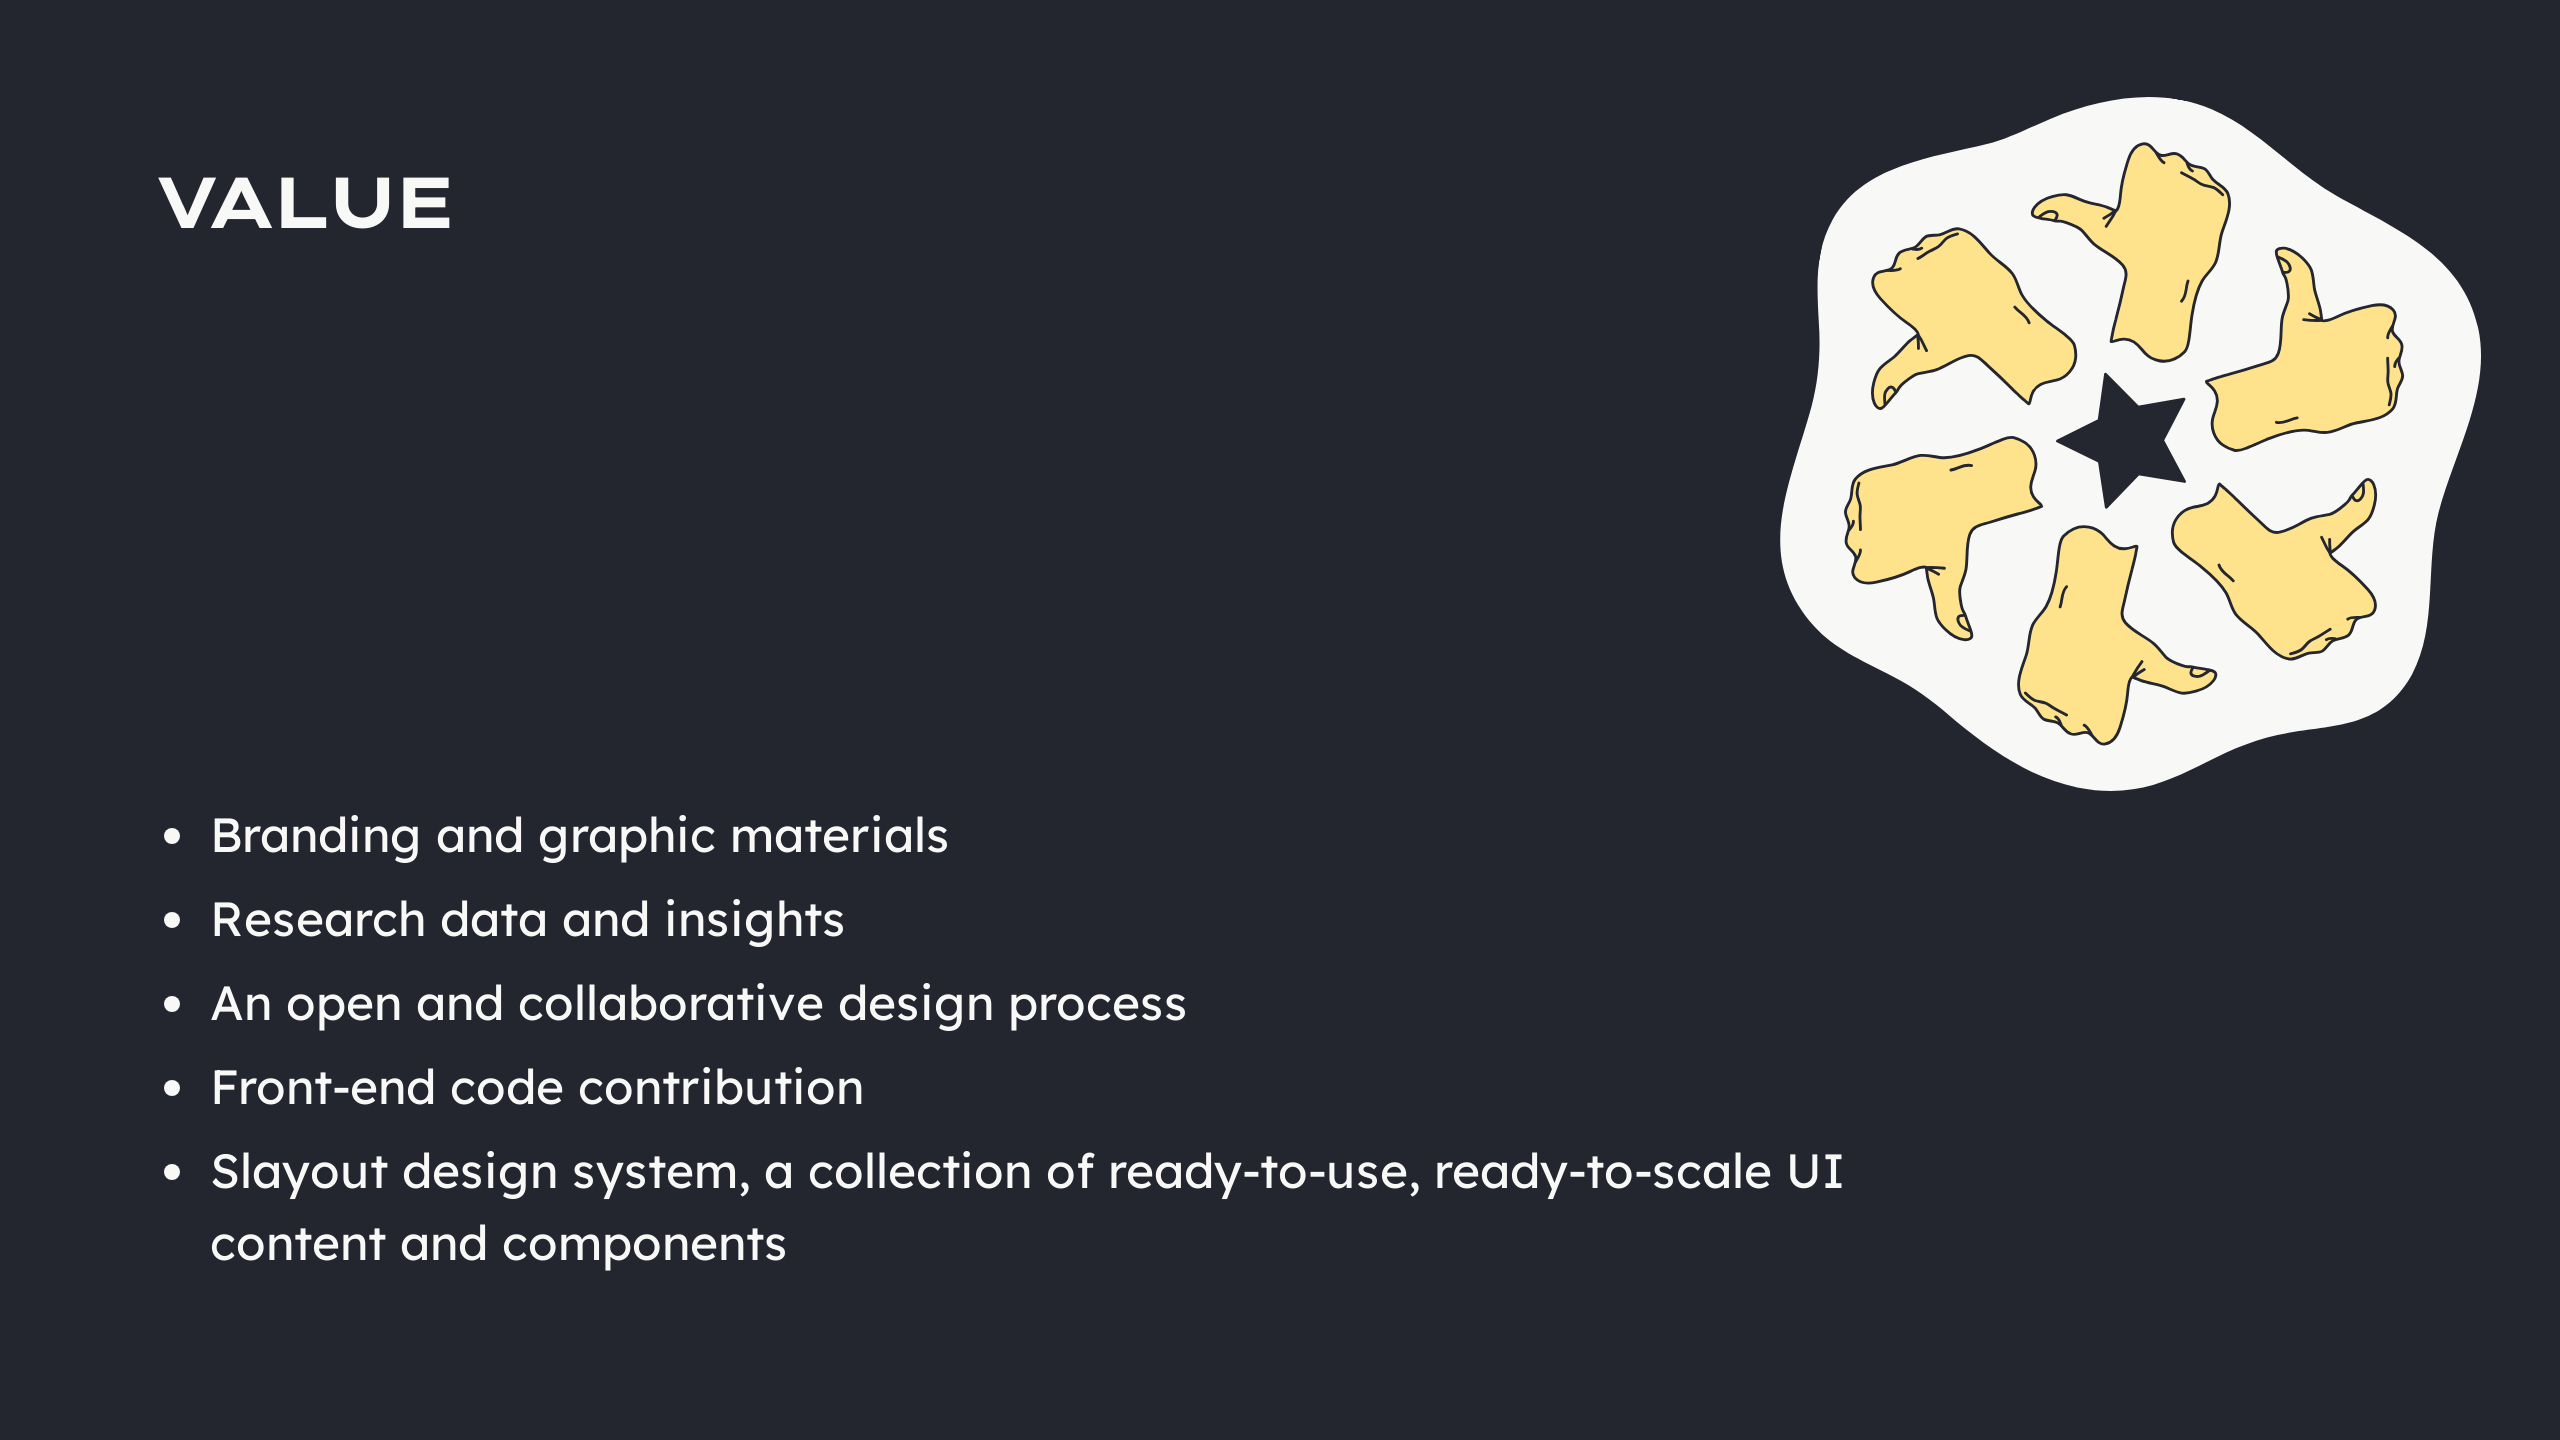 VALUE
• Branding and graphic materials
• Research data and insights
• An open and collaborative design process
• Front-end code contribution
• Slayout design system, a collection of ready-to-use, ready-to-scale UI
content and components